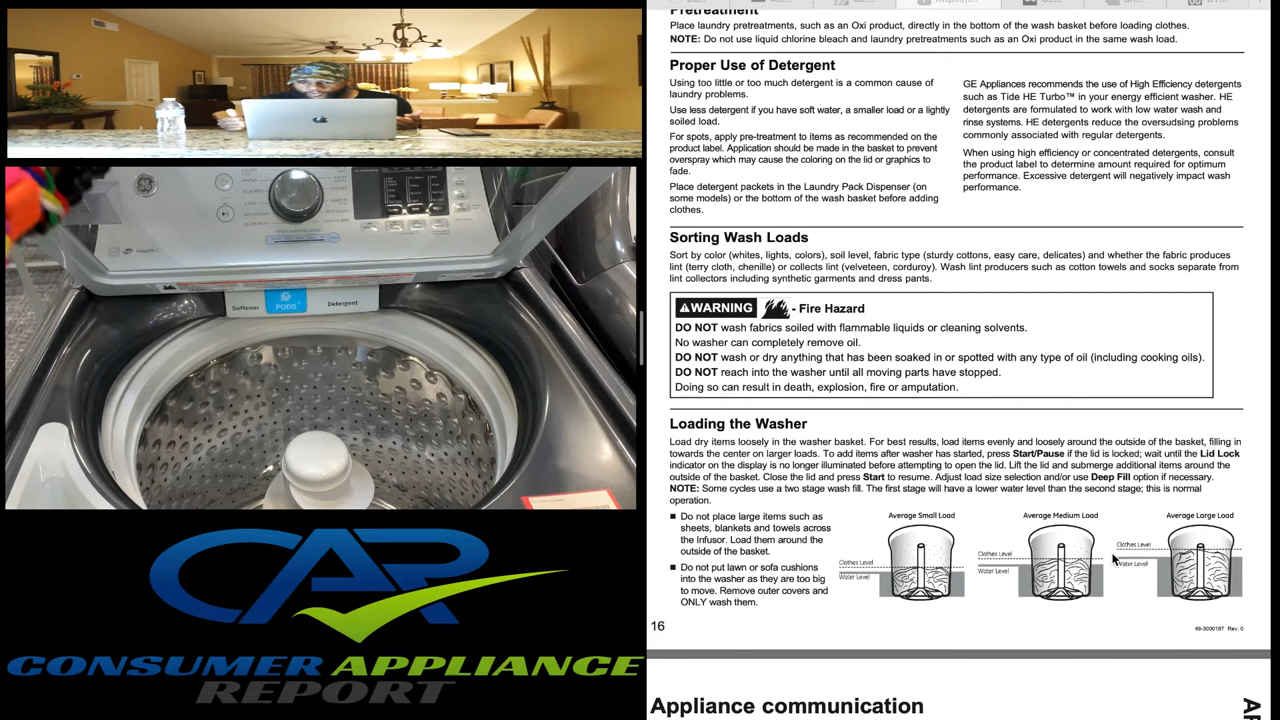 Pretreatment
Place laundry pretreatments, such as an Oxi product, directly in the bottom of the wash basket before loading clothes.
NOTE: Do not use liquid chlorine bleach and laundry pretreatments such as an Oxi product in the same wash load.
Proper Use of Detergent
Using too little or too much detergent is a common cause of
laundry problems.
Use less detergent if you have soft water, a smaller load or a lightly
soiled load.
For spots, apply pre-treatment to items as recommended on the
product label. Application should be made in the basket to prevent
overspray which may cause the coloring on the lid or graphics to
fade.
Place detergent packets in the Laundry Pack Dispenser (on
some models) or the bottom of the wash basket before adding
clothes.
GE Appliances recommends the use of High Efficiency detergents
such as Tide HE Turbo™ in your energy efficient washer. HE
detergents are formulated to work with low water wash and
rinse systems. HE detergents reduce the oversudsing problems
commonly associated with regular detergents.
When using high efficiency or concentrated detergents, consult
the product label to determine amount required for optimum
performance. Excessive detergent will negatively impact wash
performance.
Sorting Wash Loads
Sort by color (whites, lights, colors), soil level, fabric type (sturdy cottons, easy care, delicates) and whether the fabric produces
lint (terry cloth, chenille) or collects lint (velveteen, corduroy). Wash lint producers such as cotton towels and socks separate from
lint collectors including synthetic garments and dress pants.
WARNING - Fire Hazard
DO NOT wash fabrics soiled with flammable liquids or cleaning solvents.
No washer can completely remove oil.
DO NOT wash or dry anything that has been soaked in or spotted with any type of oil (including cooking oils).
DO NOT reach into the washer until all moving parts have stopped.
Doing so can result in death, explosion, fire or amputation.
Loading the Washer
Load dry items loosely in the washer basket. For best results, load items evenly and loosely around the outside of the basket, filling in
towards the center on larger loads. To add items after washer has started, press Start/Pause if the lid is locked; wait until the Lid Lock
indicator on the display is no longer illuminated before attempting to open the lid. Lift the lid and submerge additional items around the
outside of the basket. Close the lid and press Start to resume. Adjust load size selection and/or use Deep Fill option if necessary.
NOTE: Some cycles use a two stage wash fill. The first stage will have a lower water level than the second stage; this is normal
operation.
■ Do not place large items such as
sheets, blankets and towels across
the Infusor. Load them around the
outside of the basket.
■ Do not put lawn or sofa cushions
into the washer as they are too big
to move. Remove outer covers and
ONLY wash them.
Average Small Load
Clothes Level
Water Level
Average Medium Load
Clothes Level
Water Level
Average Large Load
Clothes Level
Water Level
16
49-3000187 Rev. 0
Appliance communication
Softener
PODS
Detergent
CAR
CONSUMER APPLIANCE
REPORT